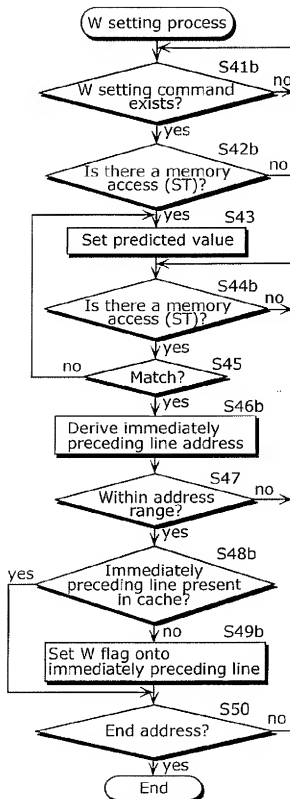 W setting process
S41b
W setting command
exists?
no
yes
S42b
Is there a memory
access (ST)?
no
yes
S43
Set predicted value
S44b
Is there a memory
access (ST)?
no
yes
no
S45
Match?
yes
S46b
Derive immediately
preceding line address
S47
Within address
range?
no
yes
S48b
yes
Immediately
preceding line present
in cache?
no
S49b
Set W flag onto
immediately preceding line
S50
End address?
no
yes
End